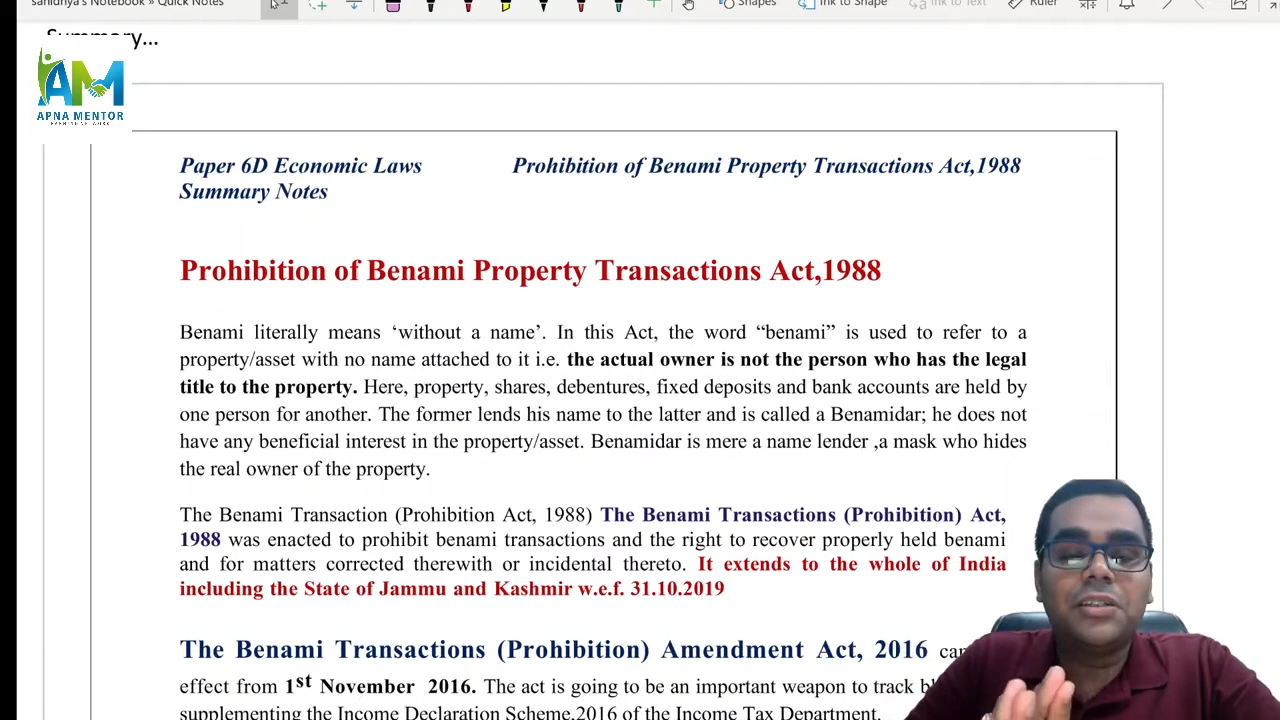 sanidhya's Notebook » Quick Notes
Shapes Ink to Shape Ink to Text Ruler
Summary...
AM
APNA MENTOR
Paper 6D Economic Laws Prohibition of Benami Property Transactions Act,1988
Summary Notes
Prohibition of Benami Property Transactions Act,1988
Benami literally means ‘without a name’. In this Act, the word “benami” is used to refer to a
property/asset with no name attached to it i.e. the actual owner is not the person who has the legal
title to the property. Here, property, shares, debentures, fixed deposits and bank accounts are held by
one person for another. The former lends his name to the latter and is called a Benamidar; he does not
have any beneficial interest in the property/asset. Benamidar is mere a name lender ,a mask who hides
the real owner of the property.
The Benami Transaction (Prohibition Act, 1988) The Benami Transactions (Prohibition) Act,
1988 was enacted to prohibit benami transactions and the right to recover properly held benami
and for matters corrected therewith or incidental thereto. It extends to the whole of India
including the State of Jammu and Kashmir w.e.f. 31.10.2019
The Benami Transactions (Prohibition) Amendment Act, 2016
effect from 1st November 2016. The act is going to be an important weapon to track
supplementing the Income Declaration Scheme,2016 of the Income Tax Department.